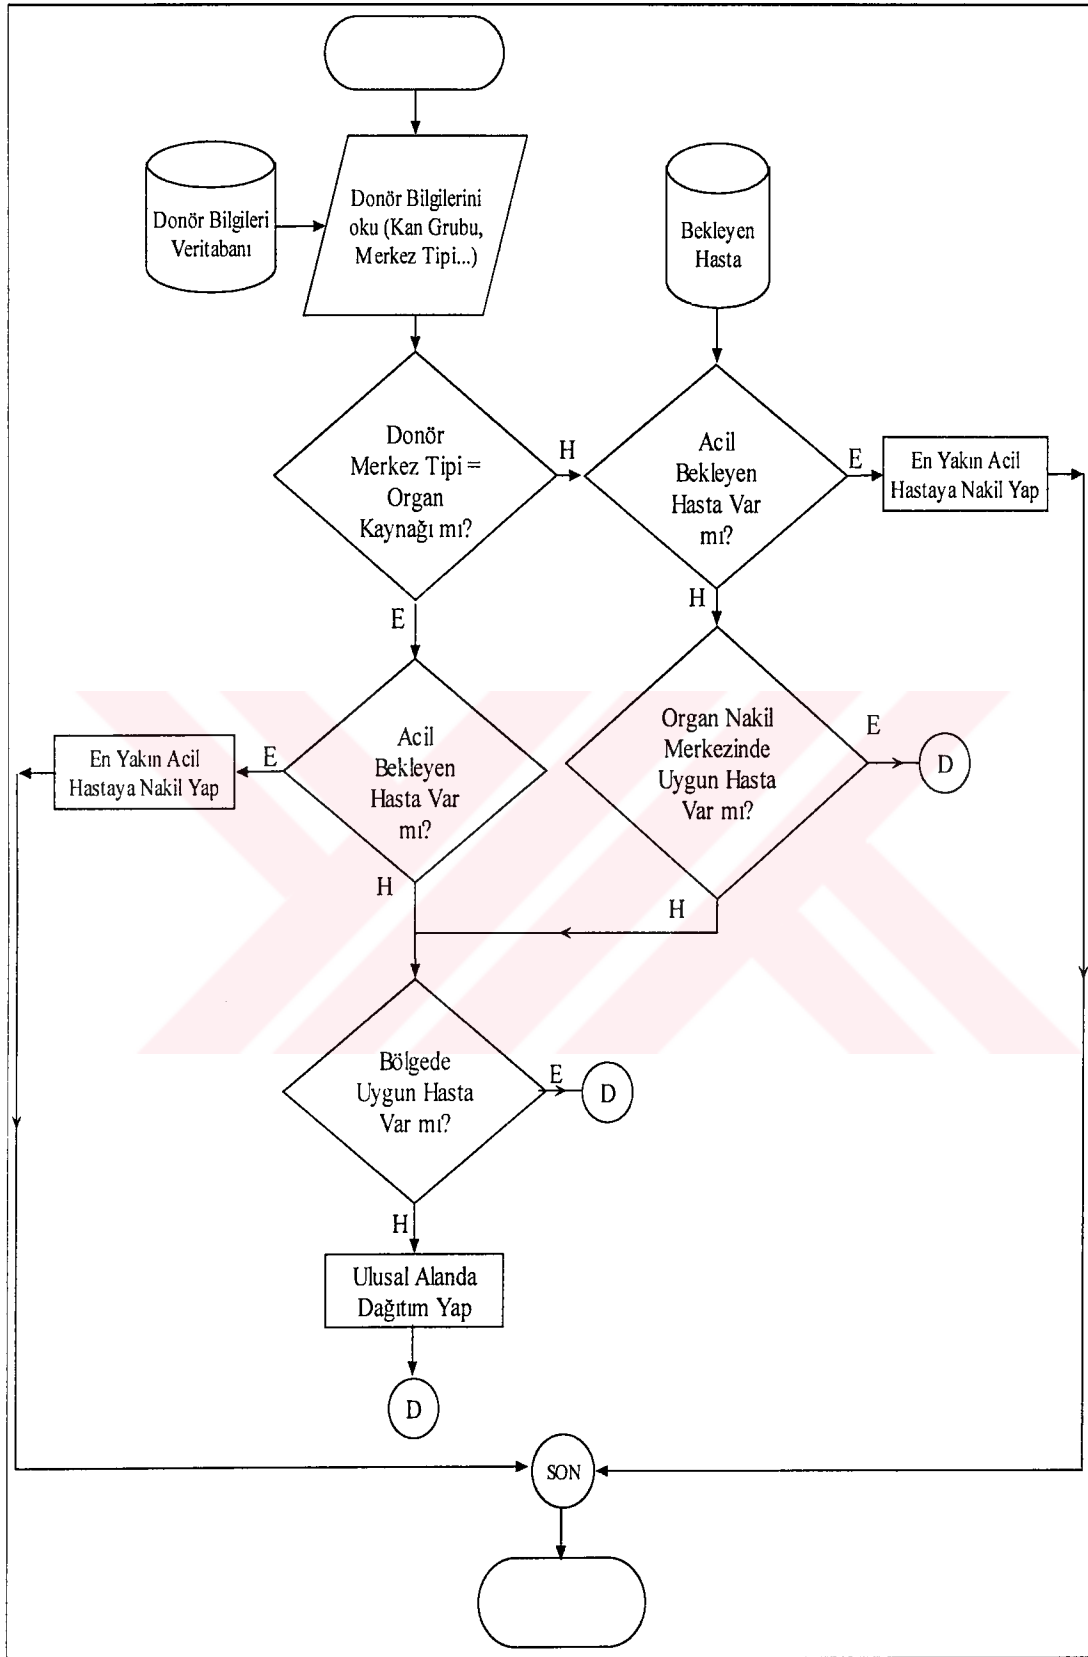 Donör Bilgileri
Veritabanı
Donör Bilgilerini
oku (Kan Grubu,
Merkez Tipi...)
Bekleyen
Hasta
Donör
Merkez Tipi =
Organ
Kaynağı mı?
H
Acil
Bekleyen
Hasta Var
mı?
E
En Yakın Acil
Hastaya Nakil Yap
E
H
En Yakın Acil
Hastaya Nakil Yap
E
Acil
Bekleyen
Hasta Var
mı?
Organ Nakil
Merkezinde
Uygun Hasta
Var mı?
E
D
H
H
Bölgede
Uygun Hasta
Var mı?
E
D
H
Ulusal Alanda
Dağıtım Yap
D
SON